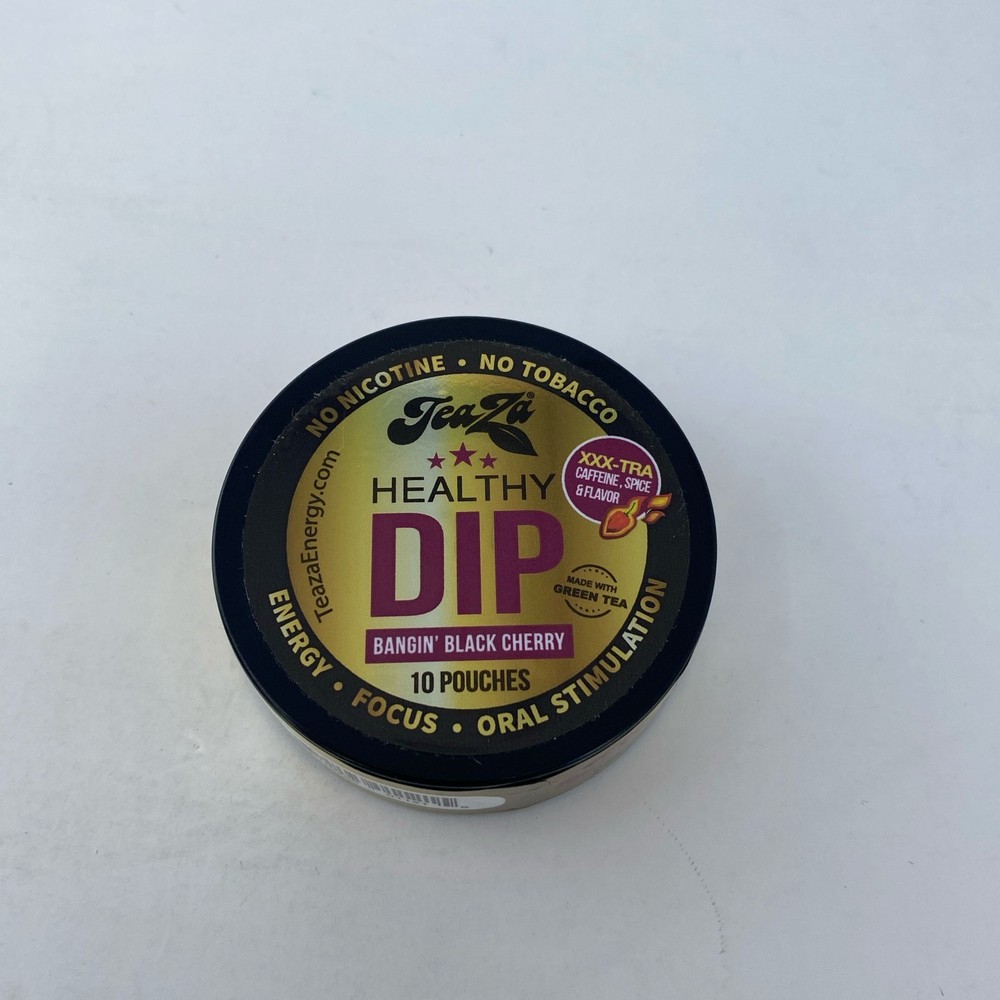 NO NICOTINE • NO TOBACCO
TeaZa®
HEALTHY
DIP
BANGIN' BLACK CHERRY
10 POUCHES
XXX-TRA
CAFFEINE, SPICE
& FLAVOR
MADE WITH
GREEN TEA
TeazaEnergy.com
ENERGY • FOCUS • ORAL STIMULATION